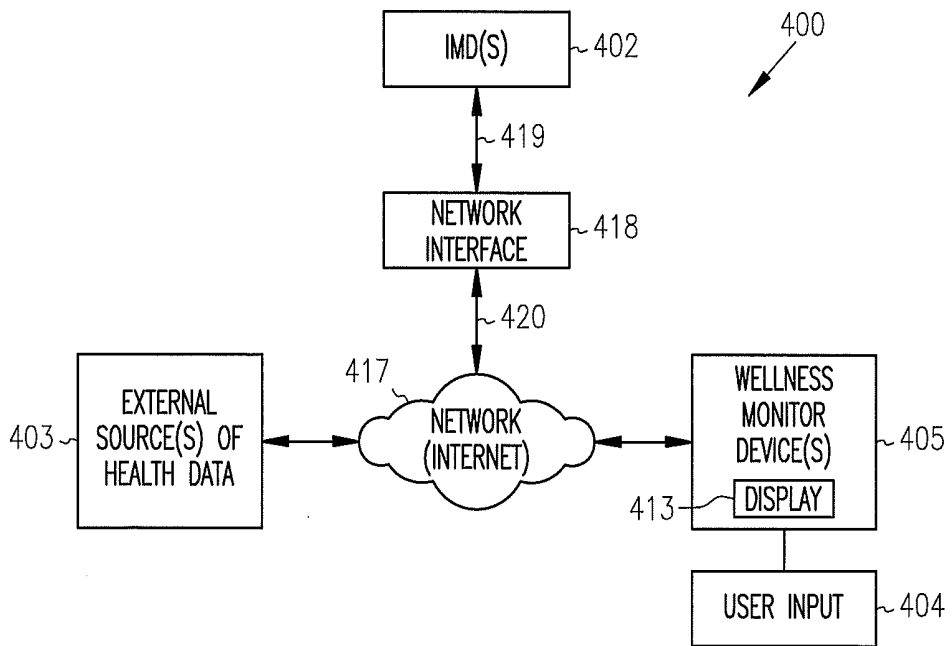 400
IMD(S)
402
419
NETWORK
INTERFACE
418
420
417
NETWORK
(INTERNET)
403
EXTERNAL
SOURCE(S) OF
HEALTH DATA
WELLNESS
MONITOR
DEVICE(S)
405
413
DISPLAY
USER INPUT
404